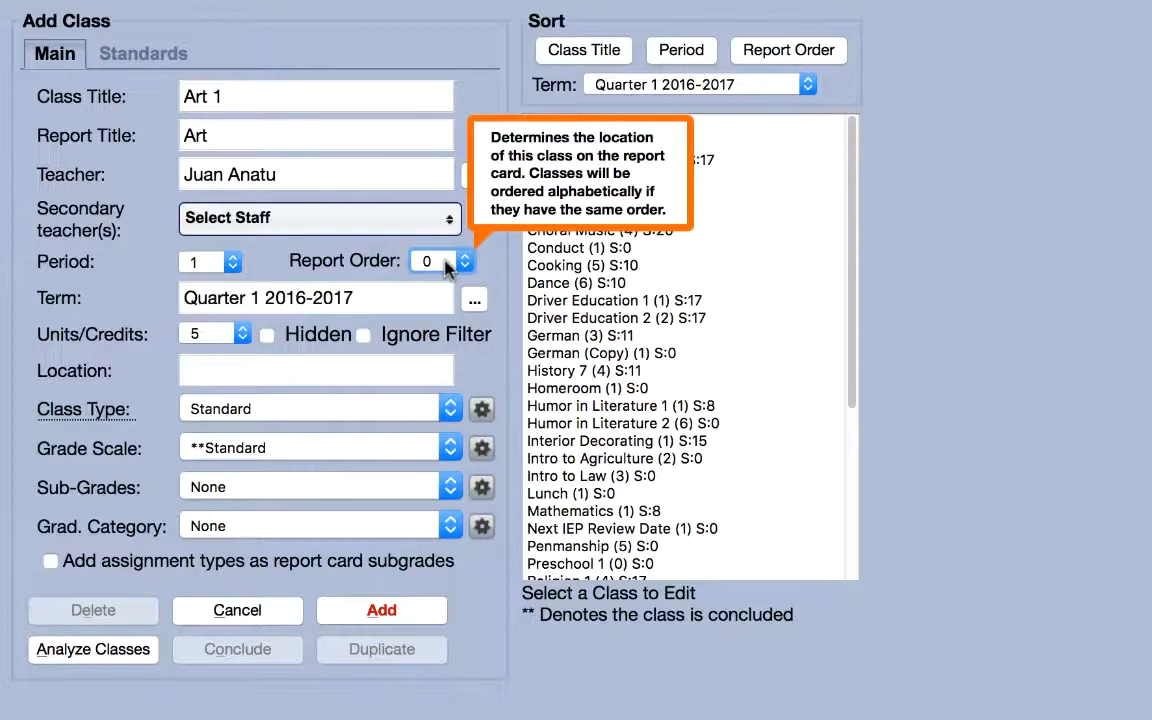 Add Class
Main Standards
Class Title: Art 1
Report Title: Art
Teacher: Juan Anatu
Secondary
teacher(s): Select Staff
Period: 1 Report Order: 0
Term: Quarter 1 2016-2017 ...
Units/Credits: 5 Hidden Ignore Filter
Location:
Class Type: Standard
Grade Scale: **Standard
Sub-Grades: None
Grad. Category: None
Add assignment types as report card subgrades
Delete Cancel Add
Analyze Classes Conclude Duplicate
Sort
Class Title Period Report Order
Term: Quarter 1 2016-2017
Determines the location
of this class on the report
card. Classes will be
ordered alphabetically if
they have the same order.
S:17
Choral Music (4) S:20
Conduct (1) S:0
Cooking (5) S:10
Dance (6) S:10
Driver Education 1 (1) S:17
Driver Education 2 (2) S:17
German (3) S:11
German (Copy) (1) S:0
History 7 (4) S:11
Homeroom (1) S:0
Humor in Literature 1 (1) S:8
Humor in Literature 2 (6) S:0
Interior Decorating (1) S:15
Intro to Agriculture (2) S:0
Intro to Law (3) S:0
Lunch (1) S:0
Mathematics (1) S:8
Next IEP Review Date (1) S:0
Penmanship (5) S:0
Preschool 1 (0) S:0
Religion 1 (4) S:17
Select a Class to Edit
** Denotes the class is concluded